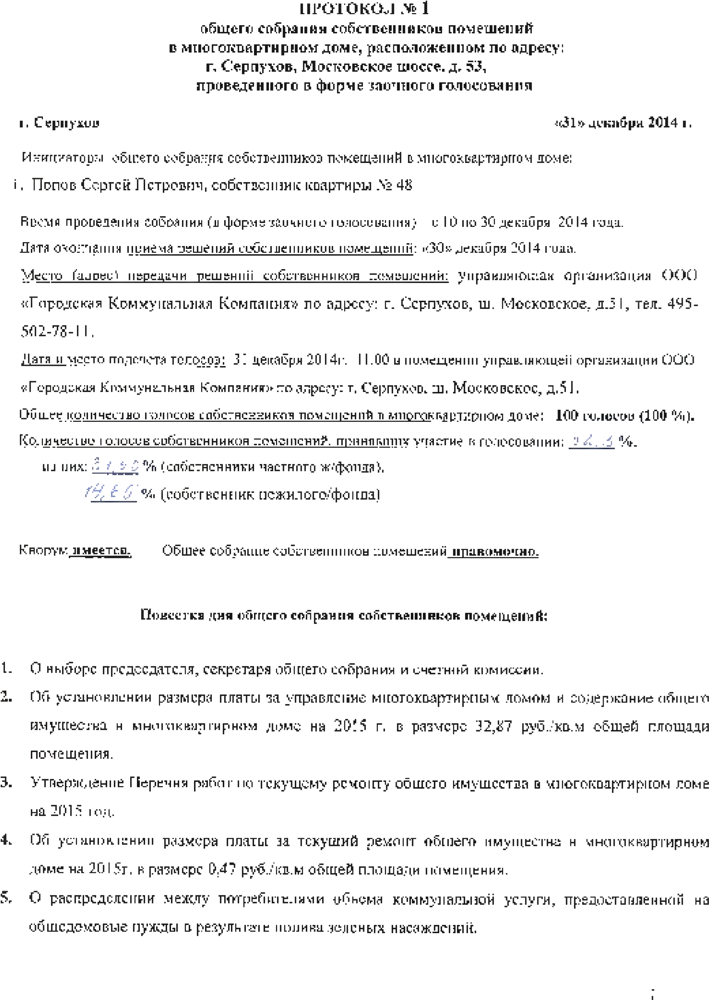 ПРОТОКОЛ № 1
общего собрания собственников помещений
в многоквартирном доме, расположенном по адресу:
г. Серпухов, Московское шоссе, д. 53,
проведенного в форме заочного голосования
г. Серпухов «31» декабря 2014 г.
Инициаторы общего собрания собственников помещений в многоквартирном доме:
1. Попов Сергей Петрович, собственник квартиры № 48
Время проведения собрания (в форме заочного голосования) с 10 по 30 декабря 2014 года.
Дата окончания приема решений собственников помещений: «30» декабря 2014 года.
Место (адрес) передачи решений собственников помещений: управляющая организация ООО
«Городская Коммунальная Компания» по адресу: г. Серпухов, ш. Московское, д.51, тел. 495-
502-78-11.
Дата и место подсчета голосов: 31 декабря 2014г. 11.00 в помещении управляющей организации ООО
«Городская Коммунальная Компания» по адресу: г. Серпухов, ш. Московское, д.51.
Общее количество голосов собственников помещений в многоквартирном доме: 100 голосов (100 %).
Количество голосов собственников помещений, принявших участие в голосовании: %.
из них: % (собственники частного ж/фонда),
% (собственник нежилого/фонда)
Кворум имеется. Общее собрание собственников помещений правомочно.
Повестка дня общего собрания собственников помещений:
1. О выборе председателя, секретаря общего собрания и счетной комиссии.
2. Об установлении размера платы за управление многоквартирным домом и содержание общего
имущества в многоквартирном доме на 2015 г. в размере 32,87 руб./кв.м общей площади
помещения.
3. Утверждение Перечня работ по текущему ремонту общего имущества в многоквартирном доме
на 2015 год.
4. Об установлении размера платы за текущий ремонт общего имущества в многоквартирном
доме на 2015г. в размере 0,47 руб./кв.м общей площади помещения.
5. О распределении между потребителями объема коммунальной услуги, предоставленной на
общедомовые нужды в результате полива зеленых насаждений.